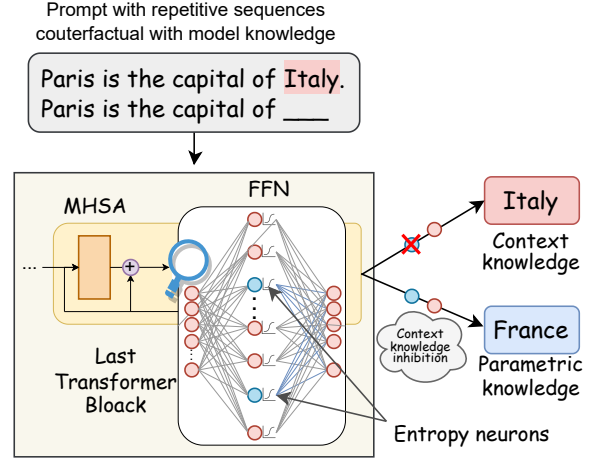 Prompt with repetitive sequences
couterfactual with model knowledge
Paris is the capital of Italy.
Paris is the capital of ___
FFN
MHSA
...
+
Last
Transformer
Bloack
Italy
Context
knowledge
Context
knowledge
inhibition
France
Parametric
knowledge
Entropy neurons